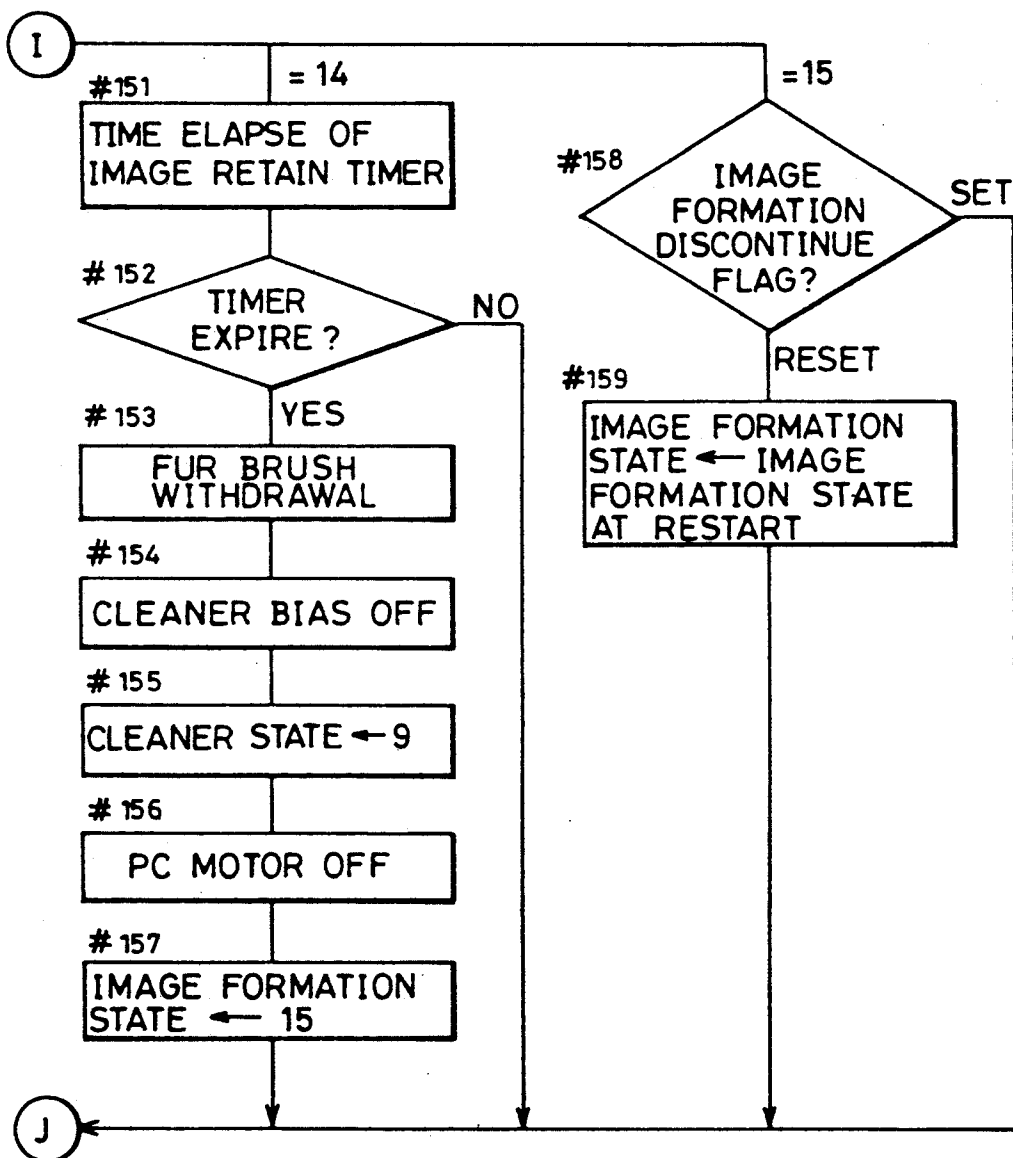 I
= 14
#151
TIME ELAPSE OF
IMAGE RETAIN TIMER
#152
TIMER
EXPIRE?
NO
YES
#153
FUR BRUSH
WITHDRAWAL
#154
CLEANER BIAS OFF
#155
CLEANER STATE ← 9
#156
PC MOTOR OFF
#157
IMAGE FORMATION
STATE ← 15
=15
#158
IMAGE
FORMATION
DISCONTINUE
FLAG?
SET
RESET
#159
IMAGE FORMATION
STATE ← IMAGE
FORMATION STATE
AT RESTART
J